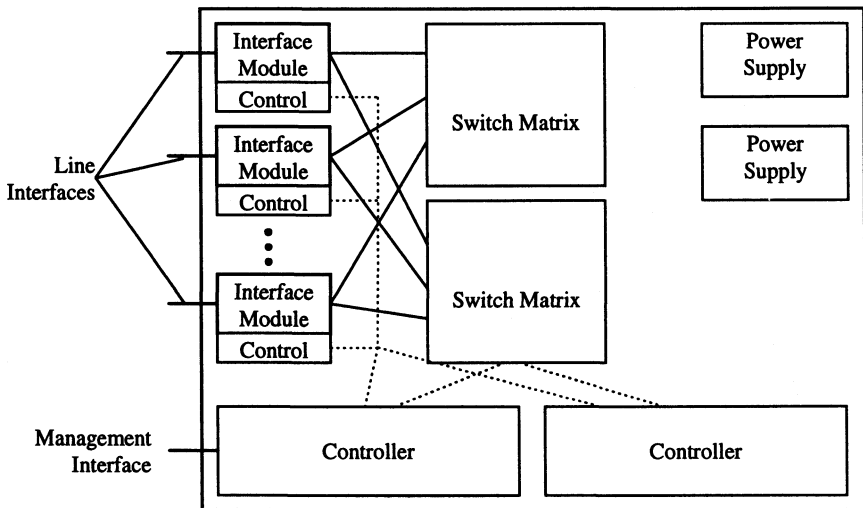 Interface
Module
Control
Interface
Module
Control
Interface
Module
Control
Line
Interfaces
Switch Matrix
Switch Matrix
Power
Supply
Power
Supply
Management
Interface
Controller
Controller